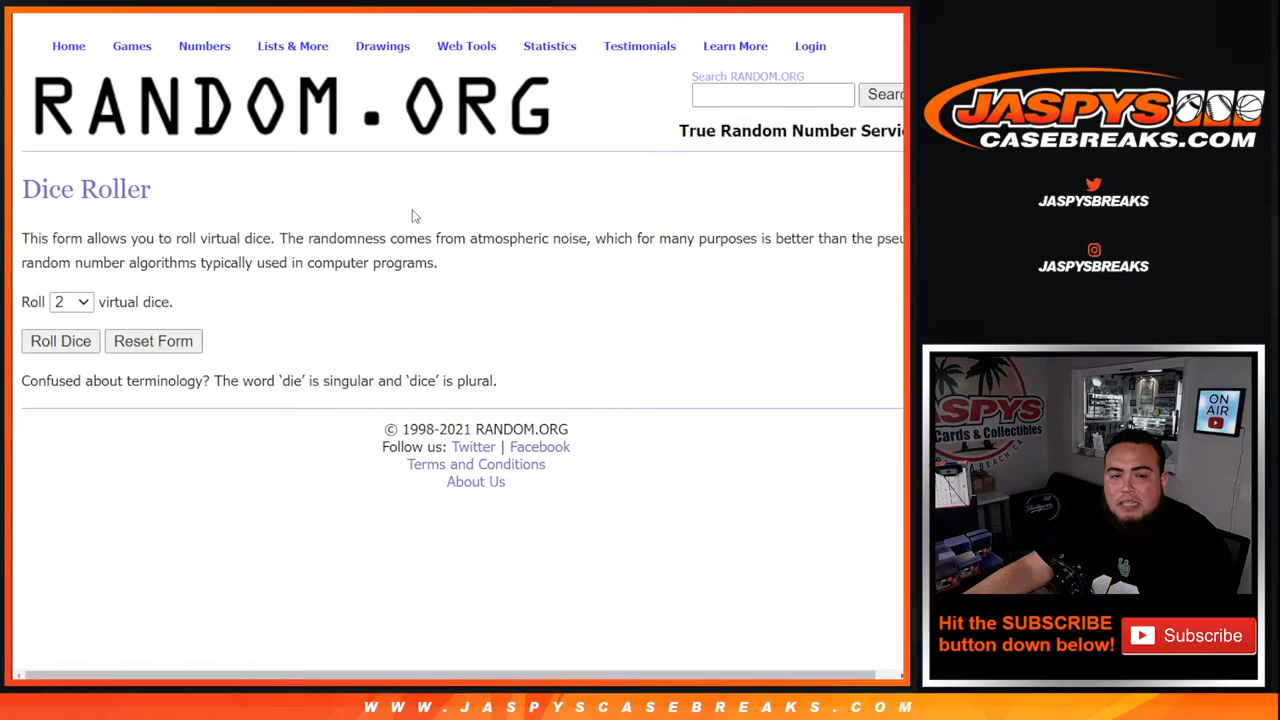 Home Games Numbers Lists & More Drawings Web Tools Statistics Testimonials Learn More Login
RANDOM.ORG
Search RANDOM.ORG
Searc
True Random Number Servi
Dice Roller
This form allows you to roll virtual dice. The randomness comes from atmospheric noise, which for many purposes is better than the pseu
random number algorithms typically used in computer programs.
Roll 2 virtual dice.
Roll Dice Reset Form
Confused about terminology? The word ‘die’ is singular and ‘dice’ is plural.
© 1998-2021 RANDOM.ORG
Follow us: Twitter | Facebook
Terms and Conditions
About Us
JASPYS
CASEBREAKS.COM
JASPYSBREAKS
JASPYSBREAKS
JASPYS
Cards & Collectibles
ON
AIR
Hit the SUBSCRIBE
button down below!
Subscribe
WWW.JASPYSCASEBREAKS.COM